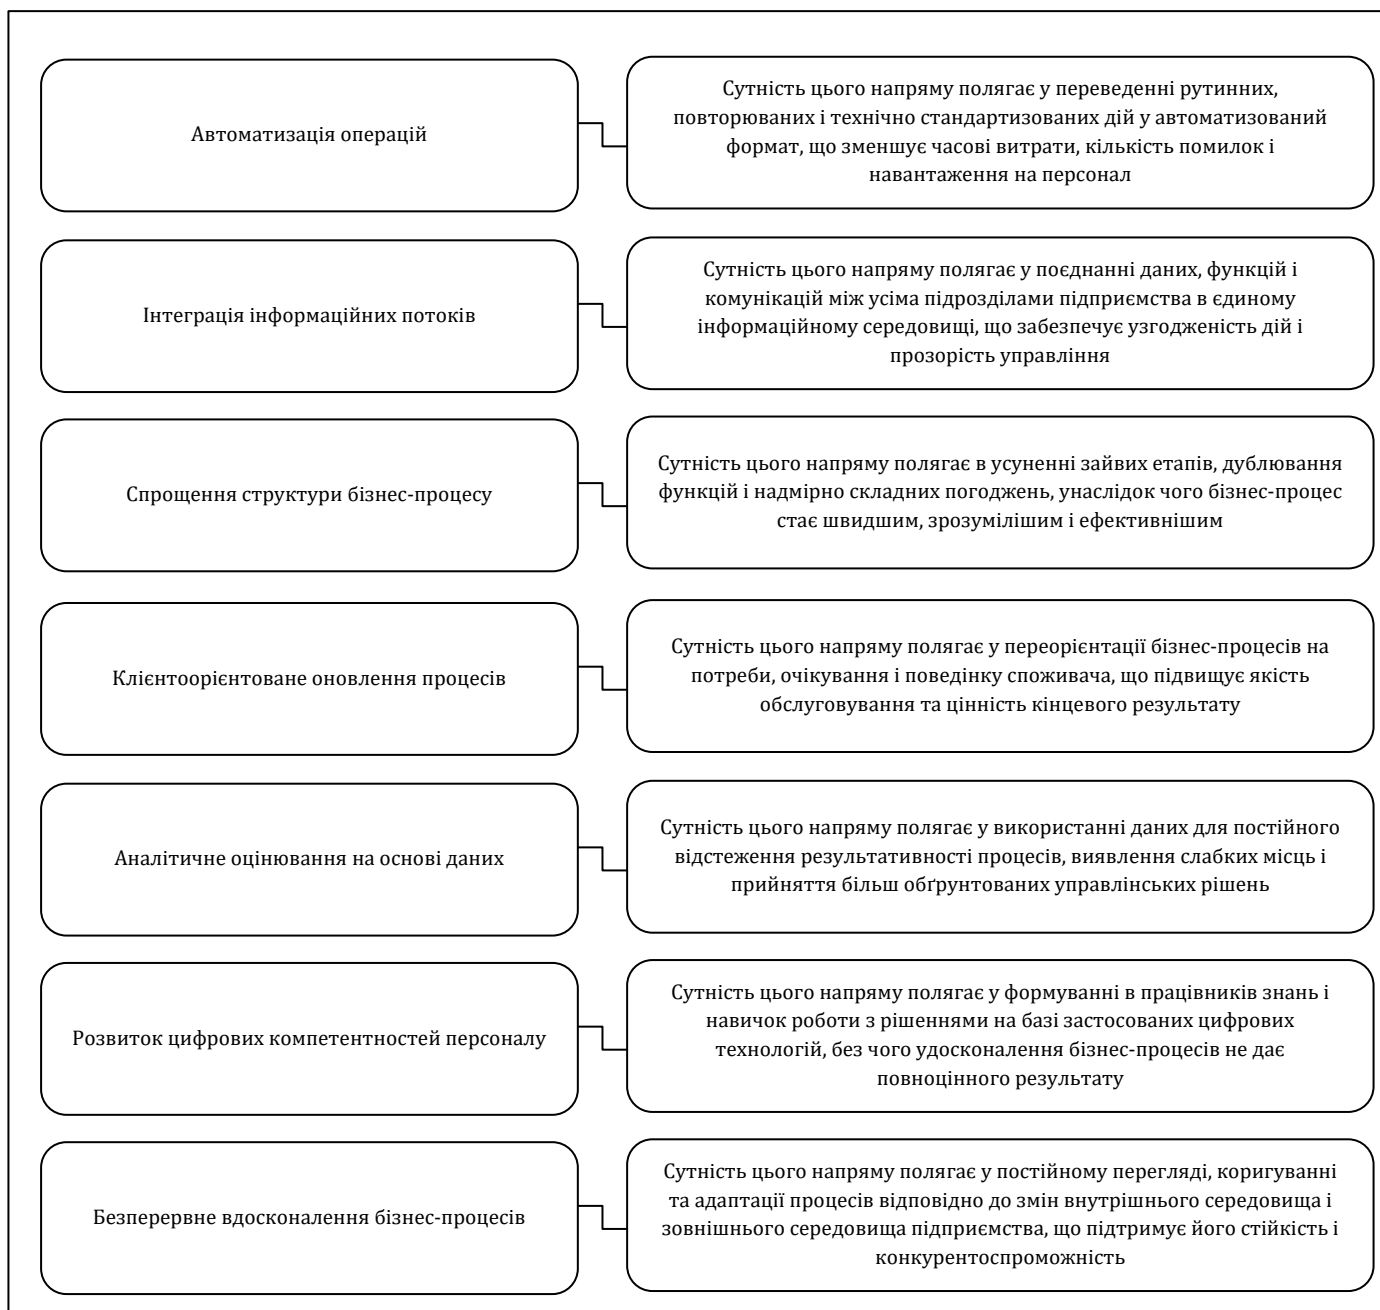 Автоматизація операцій
Сутність цього напряму полягає у переведенні рутинних,
повторюваних і технічно стандартизованих дій у автоматизований
формат, що зменшує часові витрати, кількість помилок і
навантаження на персонал
Інтеграція інформаційних потоків
Сутність цього напряму полягає у поєднанні даних, функцій і
комунікацій між усіма підрозділами підприємства в єдиному
інформаційному середовищі, що забезпечує узгодженість дій і
прозорість управління
Спрощення структури бізнес-процесу
Сутність цього напряму полягає в усуненні зайвих етапів, дублювання
функцій і надмірно складних погоджень, унаслідок чого бізнес-процес
стає швидшим, зрозумілішим і ефективнішим
Клієнтоорієнтоване оновлення процесів
Сутність цього напряму полягає у переорієнтації бізнес-процесів на
потреби, очікування і поведінку споживача, що підвищує якість
обслуговування та цінність кінцевого результату
Аналітичне оцінювання на основі даних
Сутність цього напряму полягає у використанні даних для постійного
відстеження результативності процесів, виявлення слабких місць і
прийняття більш обґрунтованих управлінських рішень
Розвиток цифрових компетентностей персоналу
Сутність цього напряму полягає у формуванні в працівників знань і
навичок роботи з рішеннями на базі застосованих цифрових
технологій, без чого удосконалення бізнес-процесів не дає
повноцінного результату
Безперервне вдосконалення бізнес-процесів
Сутність цього напряму полягає у постійному перегляді, коригуванні
та адаптації процесів відповідно до змін внутрішнього середовища і
зовнішнього середовища підприємства, що підтримує його стійкість і
конкурентоспроможність